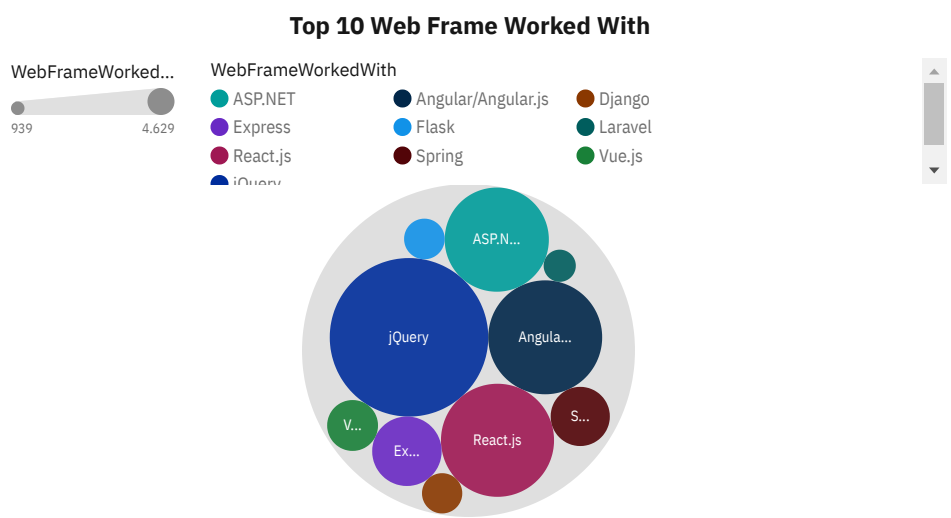 Top 10 Web Frame Worked With
WebFrameWorked...
939 4.629
WebFrameWorkedWith
ASP.NET Angular/Angular.js Django
Express Flask Laravel
React.js Spring Vue.js
jQuery
ASP.N...
jQuery Angula...
V... S...
Ex... React.js